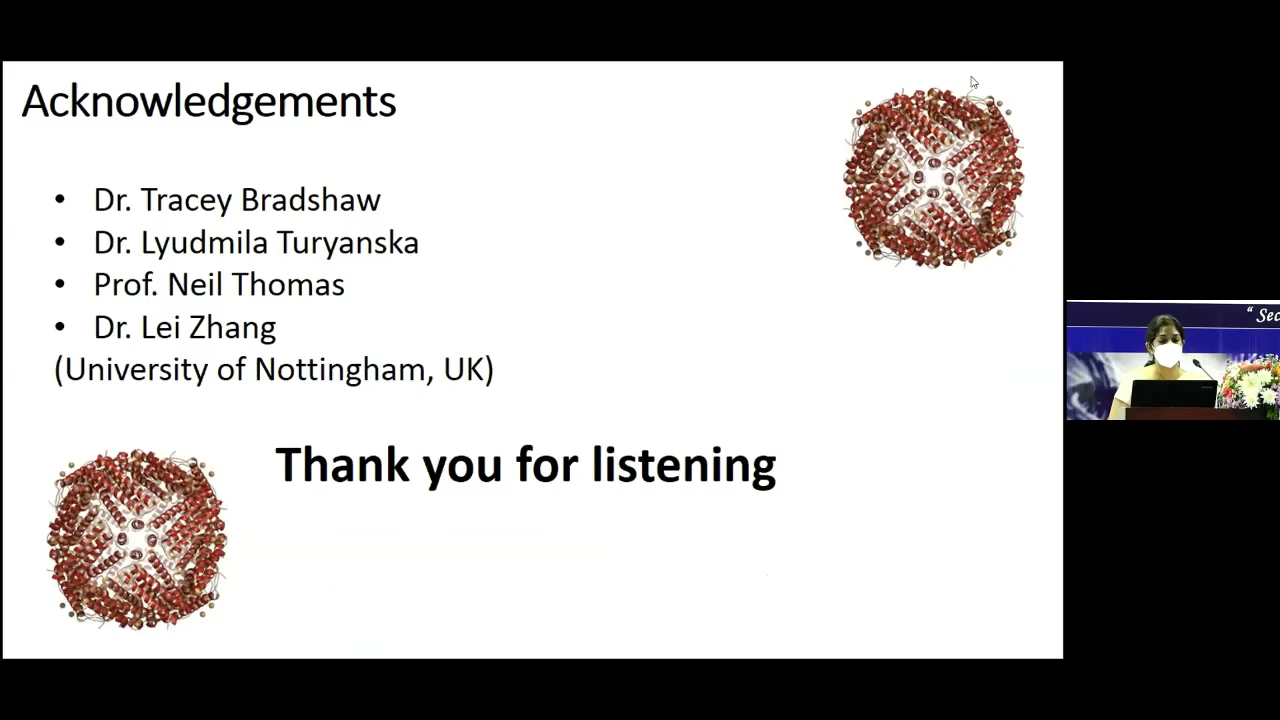 Acknowledgements
• Dr. Tracey Bradshaw
• Dr. Lyudmila Turyanska
• Prof. Neil Thomas
• Dr. Lei Zhang
(University of Nottingham, UK)
Thank you for listening
“ Sec